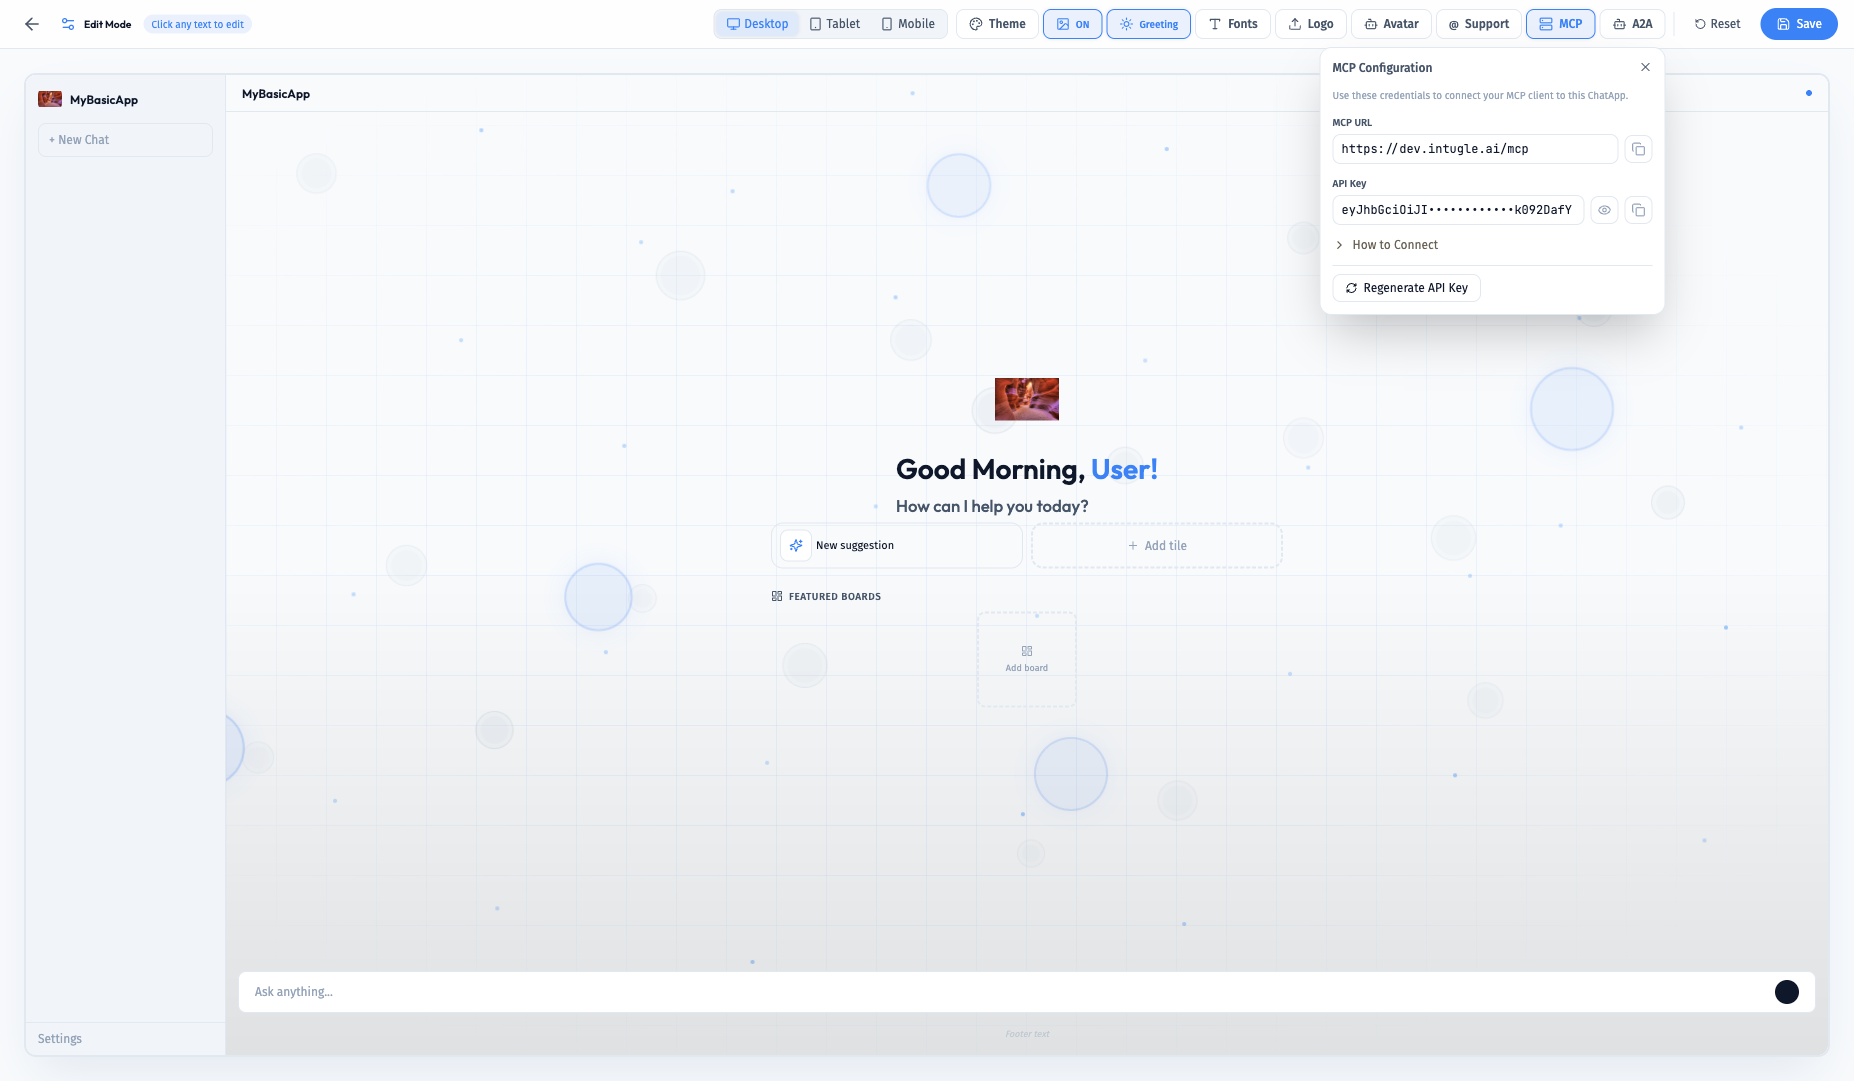 Edit Mode
Click any text to edit
Desktop
Tablet
Mobile
Theme
ON
Greeting
Fonts
Logo
Avatar
@ Support
MCP
A2A
Reset
Save
MyBasicApp
+ New Chat
Settings
MyBasicApp
MCP Configuration
Use these credentials to connect your MCP client to this ChatApp.
MCP URL
https://dev.intugle.ai/mcp
API Key
eyJhbGciOiJI••••••••••••k092DafY
How to Connect
Regenerate API Key
Good Morning, User!
How can I help you today?
New suggestion
+ Add tile
FEATURED BOARDS
Add board
Ask anything...
Footer text